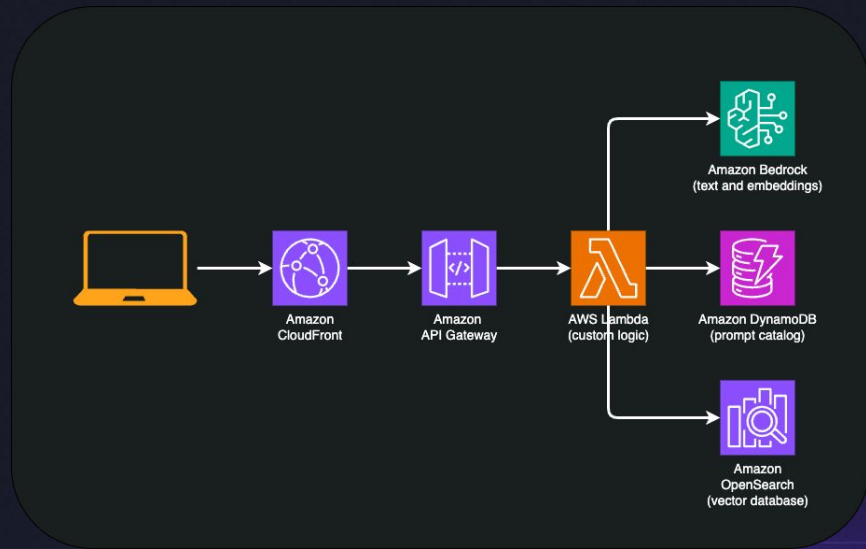 Amazon Bedrock
(text and embeddings)
</>
Amazon
CloudFront
Amazon
API Gateway
AWS Lambda
(custom logic)
Amazon DynamoDB
(prompt catalog)
Amazon
OpenSearch
(vector database)